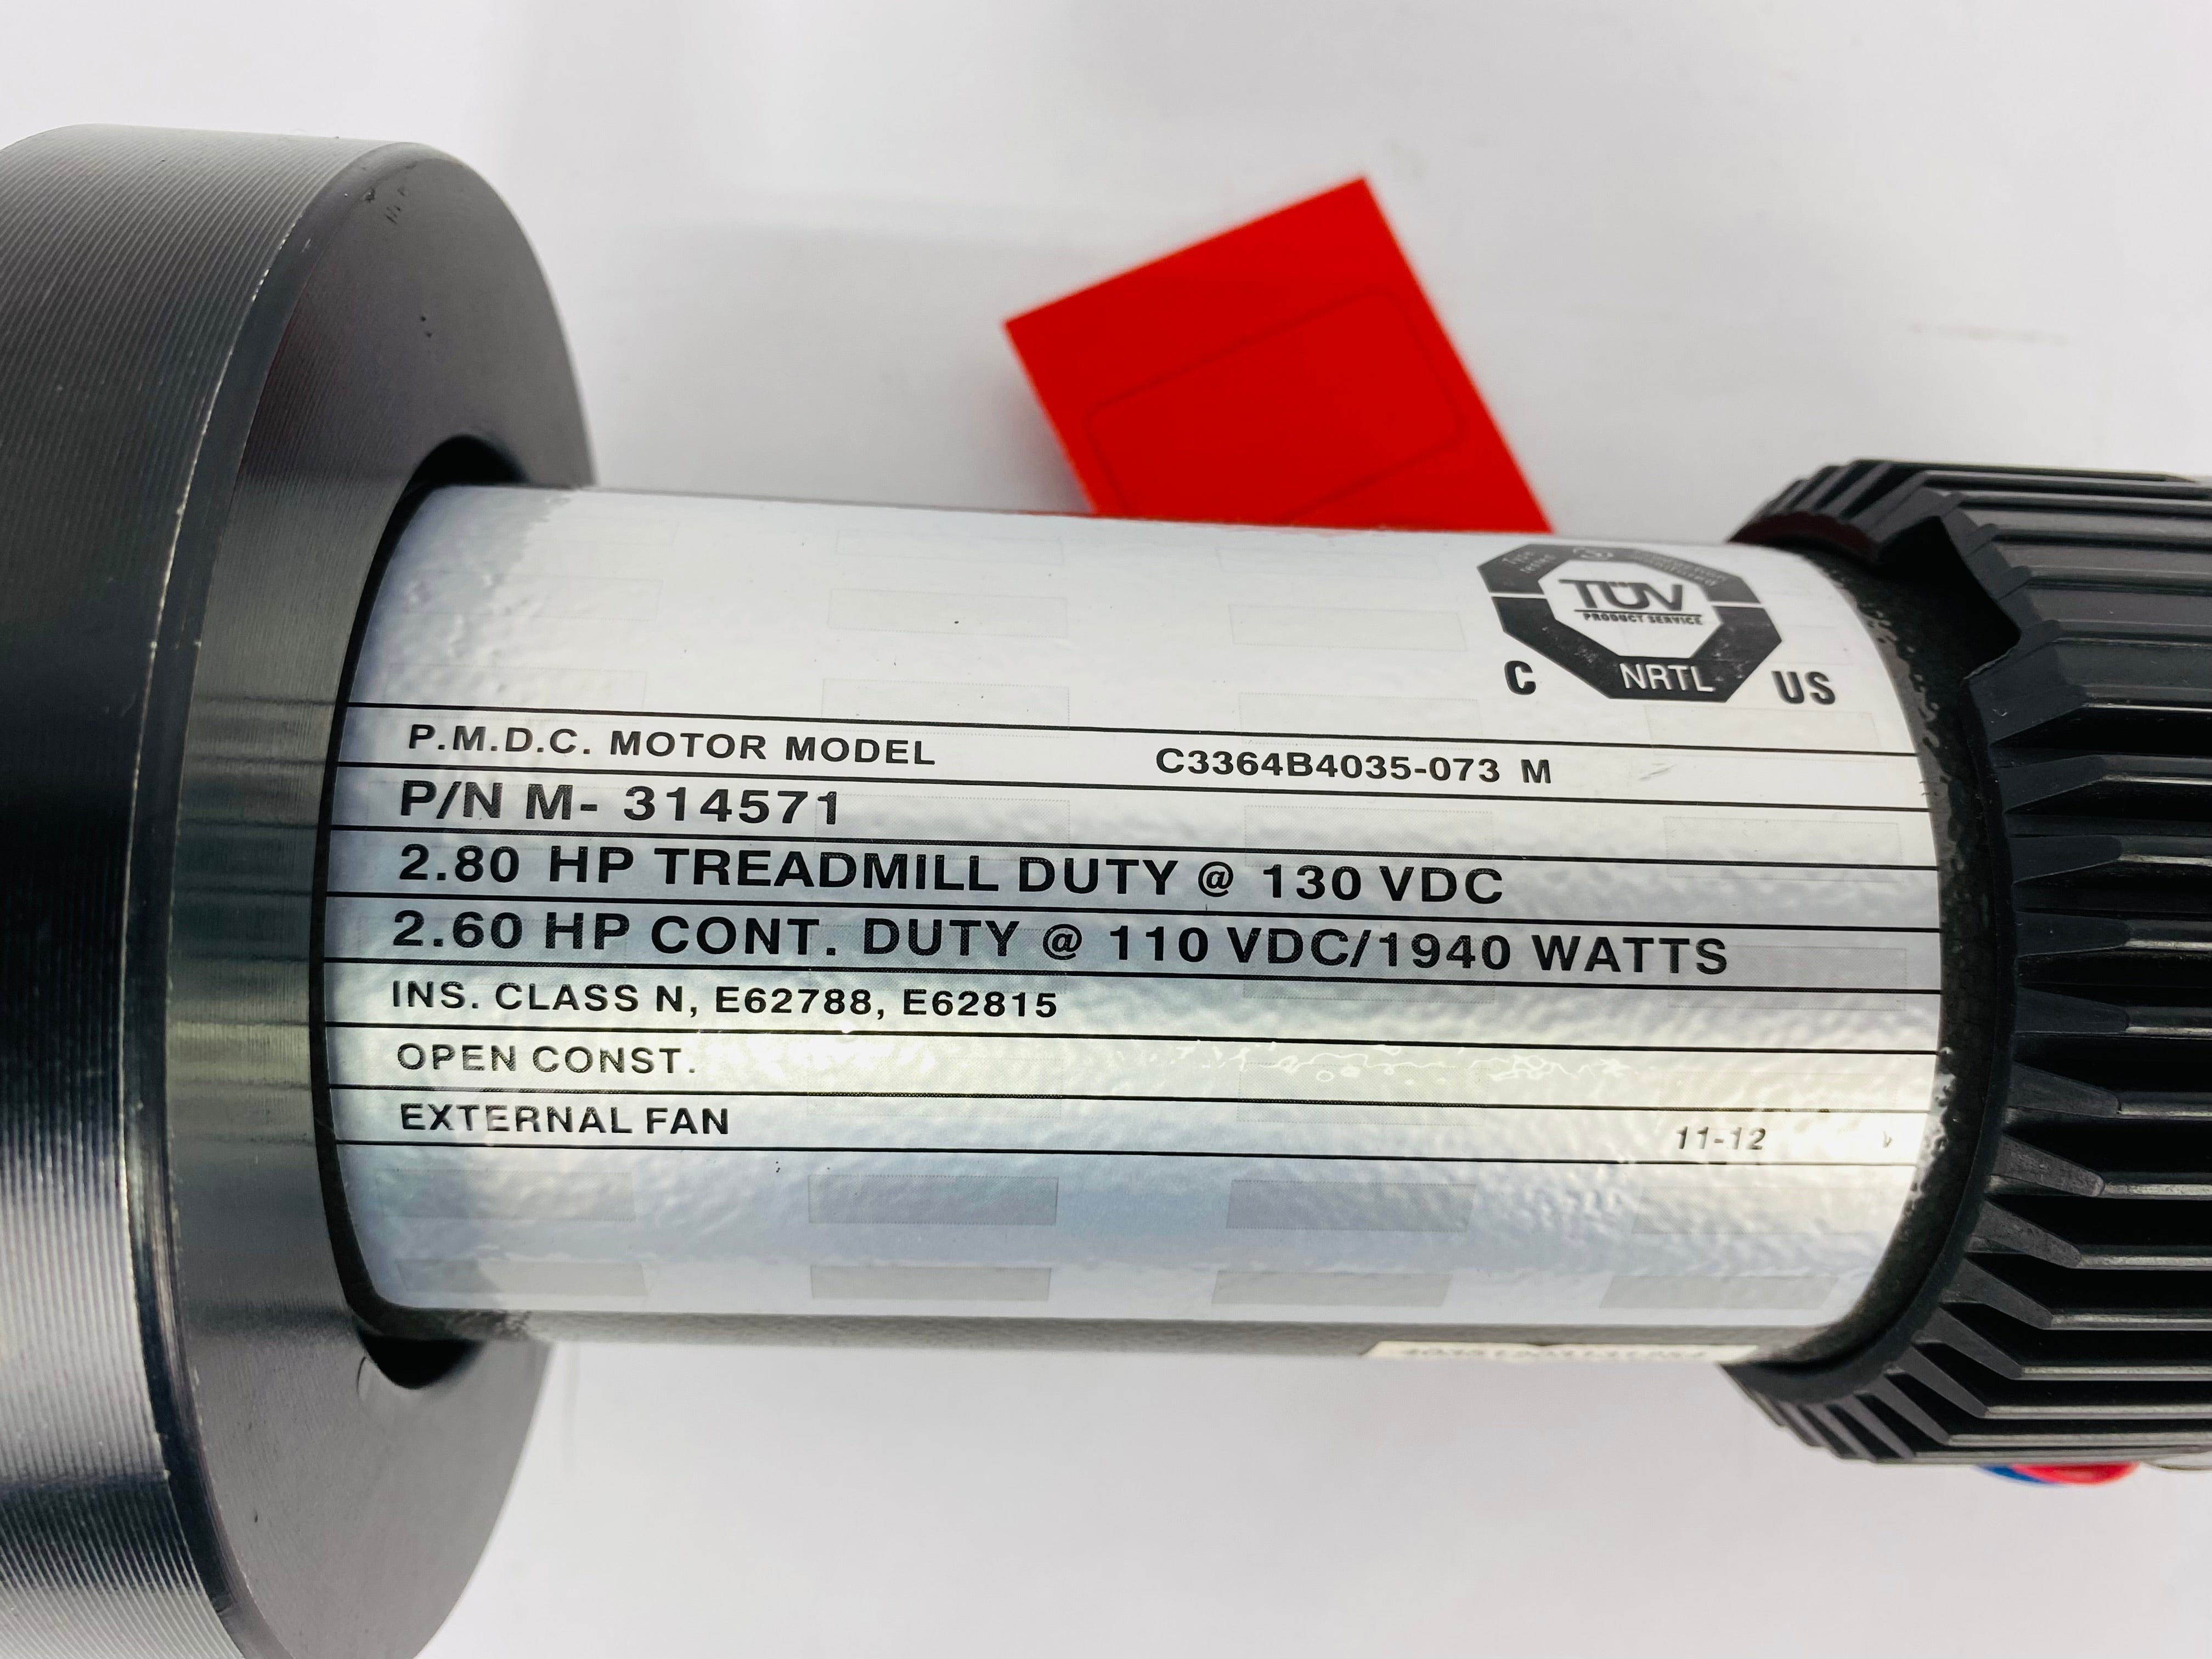 TÜV
PRODUCT SERVICE
C NRTL US
P.M.D.C. MOTOR MODEL C3364B4035-073 M
P/N M- 314571
2.80 HP TREADMILL DUTY @ 130 VDC
2.60 HP CONT. DUTY @ 110 VDC/1940 WATTS
INS. CLASS N, E62788, E62815
OPEN CONST.
EXTERNAL FAN 11-12